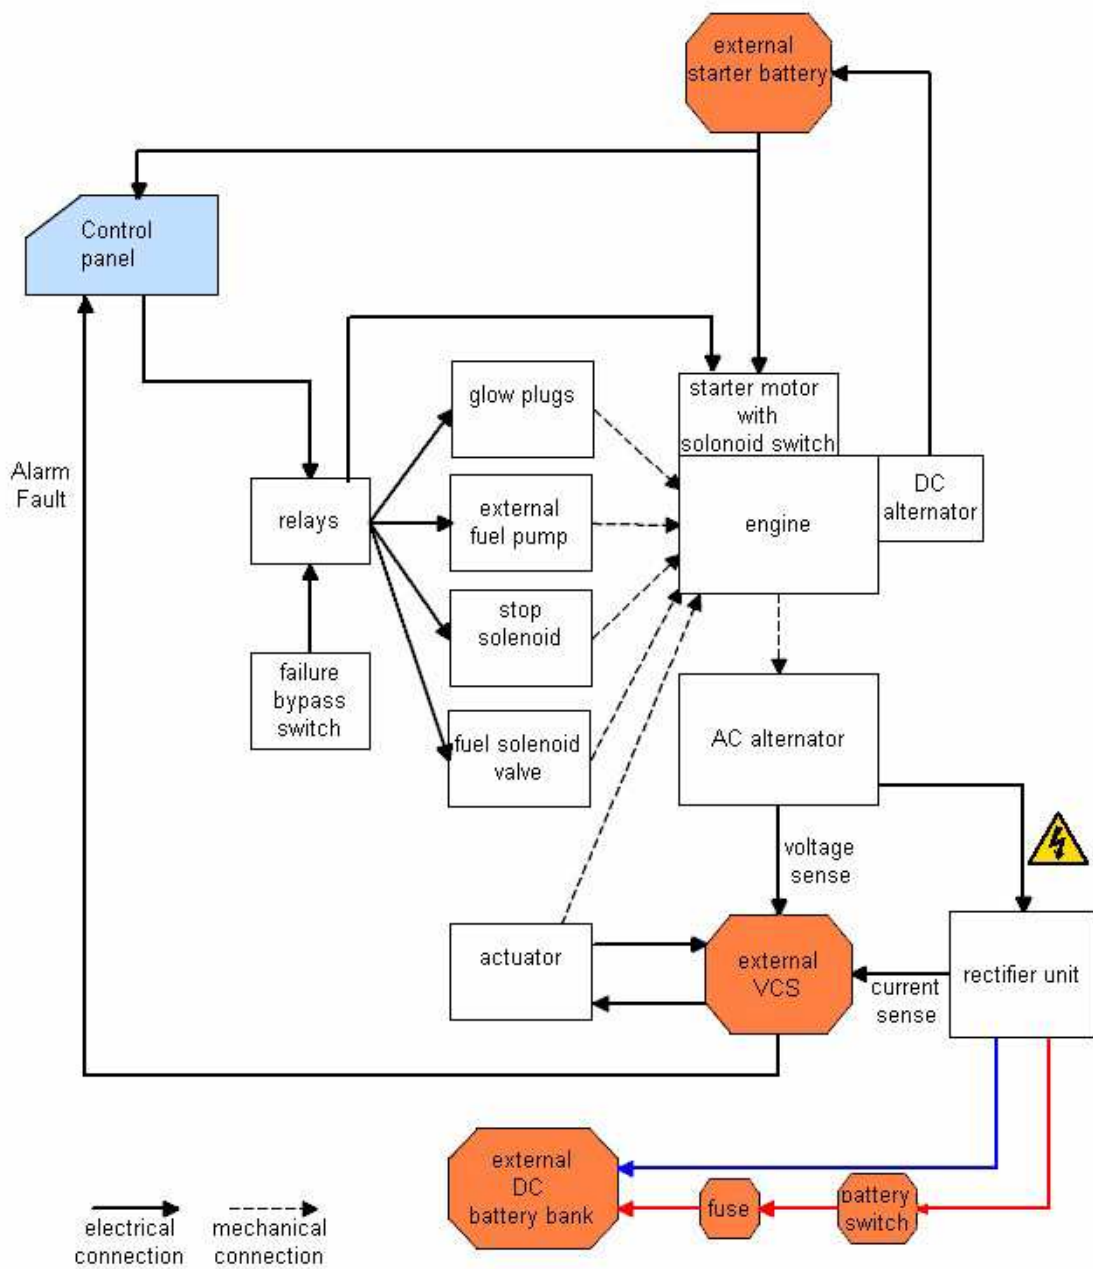 external
starter battery
Control
panel
glow plugs
starter motor
with
solonoid switch
Alarm
Fault
DC
alternator
relays
external
fuel pump
engine
stop
solenoid
failure
bypass
switch
fuel solenoid
valve
AC alternator
voltage
sense
actuator
external
VCS
current
sense
rectifier unit
external
DC
battery bank
fuse
battery
switch
electrical
connection
mechanical
connection